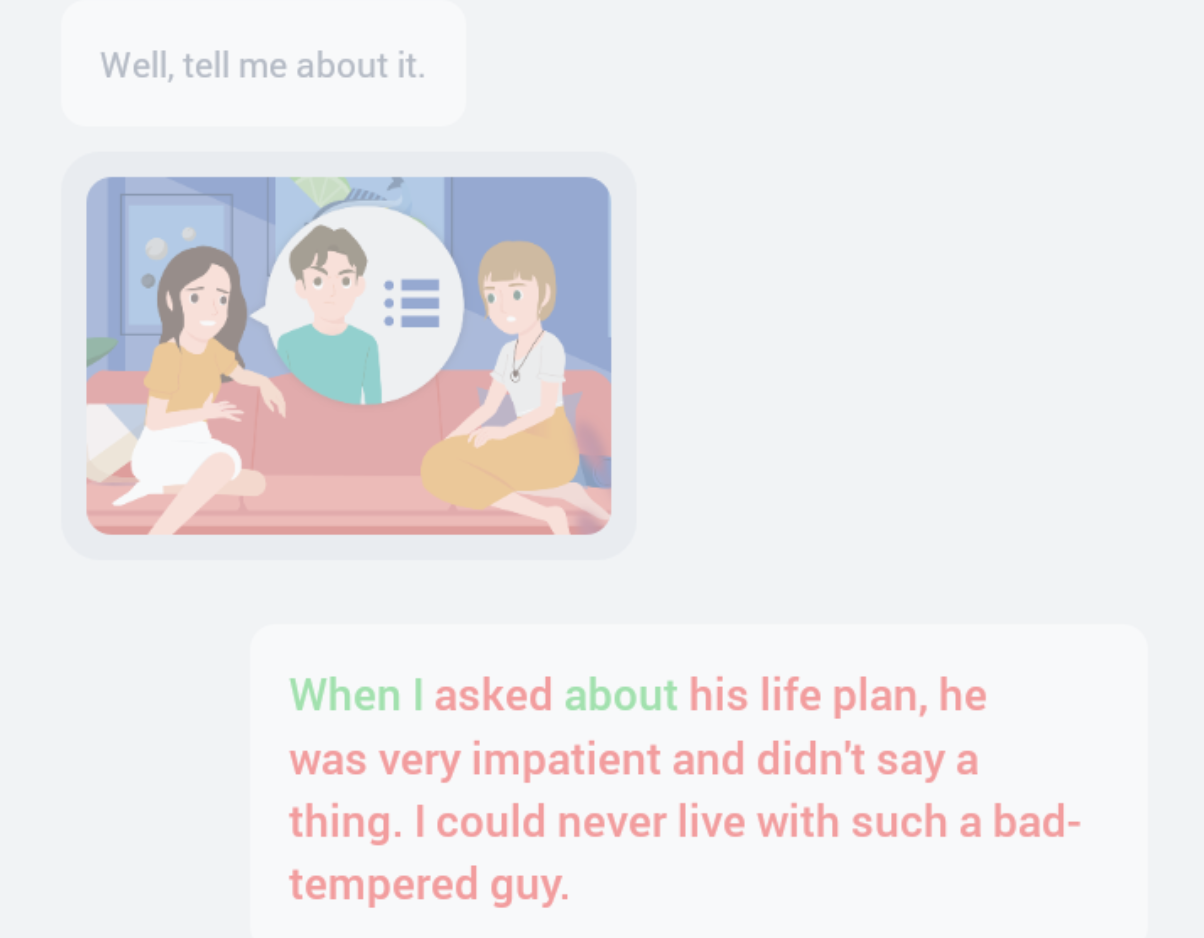 Well, tell me about it.
When I asked about his life plan, he
was very impatient and didn't say a
thing. I could never live with such a bad-
tempered guy.